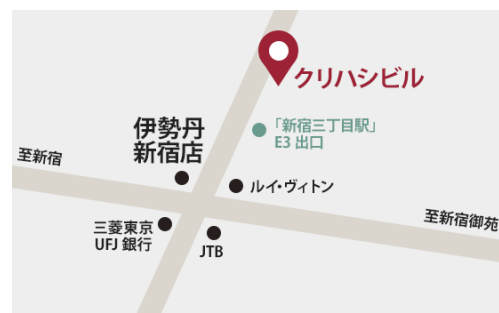 クリハシビル
「新宿三丁目駅」
E3 出口
伊勢丹
新宿店
至新宿
ルイ・ヴィトン
至新宿御苑
三菱東京
UFJ 銀行
JTB